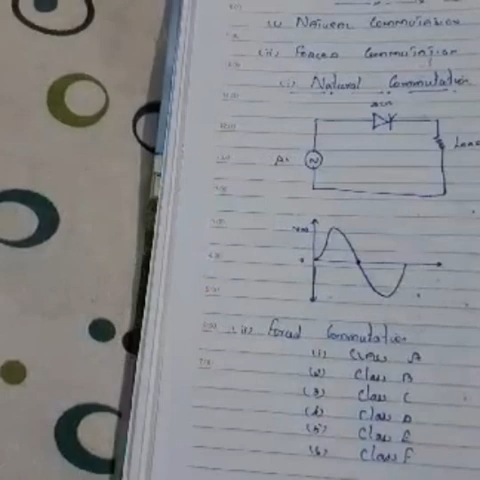 (i) Natural Commutation
(ii) Forced Commutation
(i) Natural Commutation
SCR
Load
(ii) Forced Commutation
(1) Class A
(2) Class B
(3) Class C
(4) Class D
(5) Class E
(6) Class F